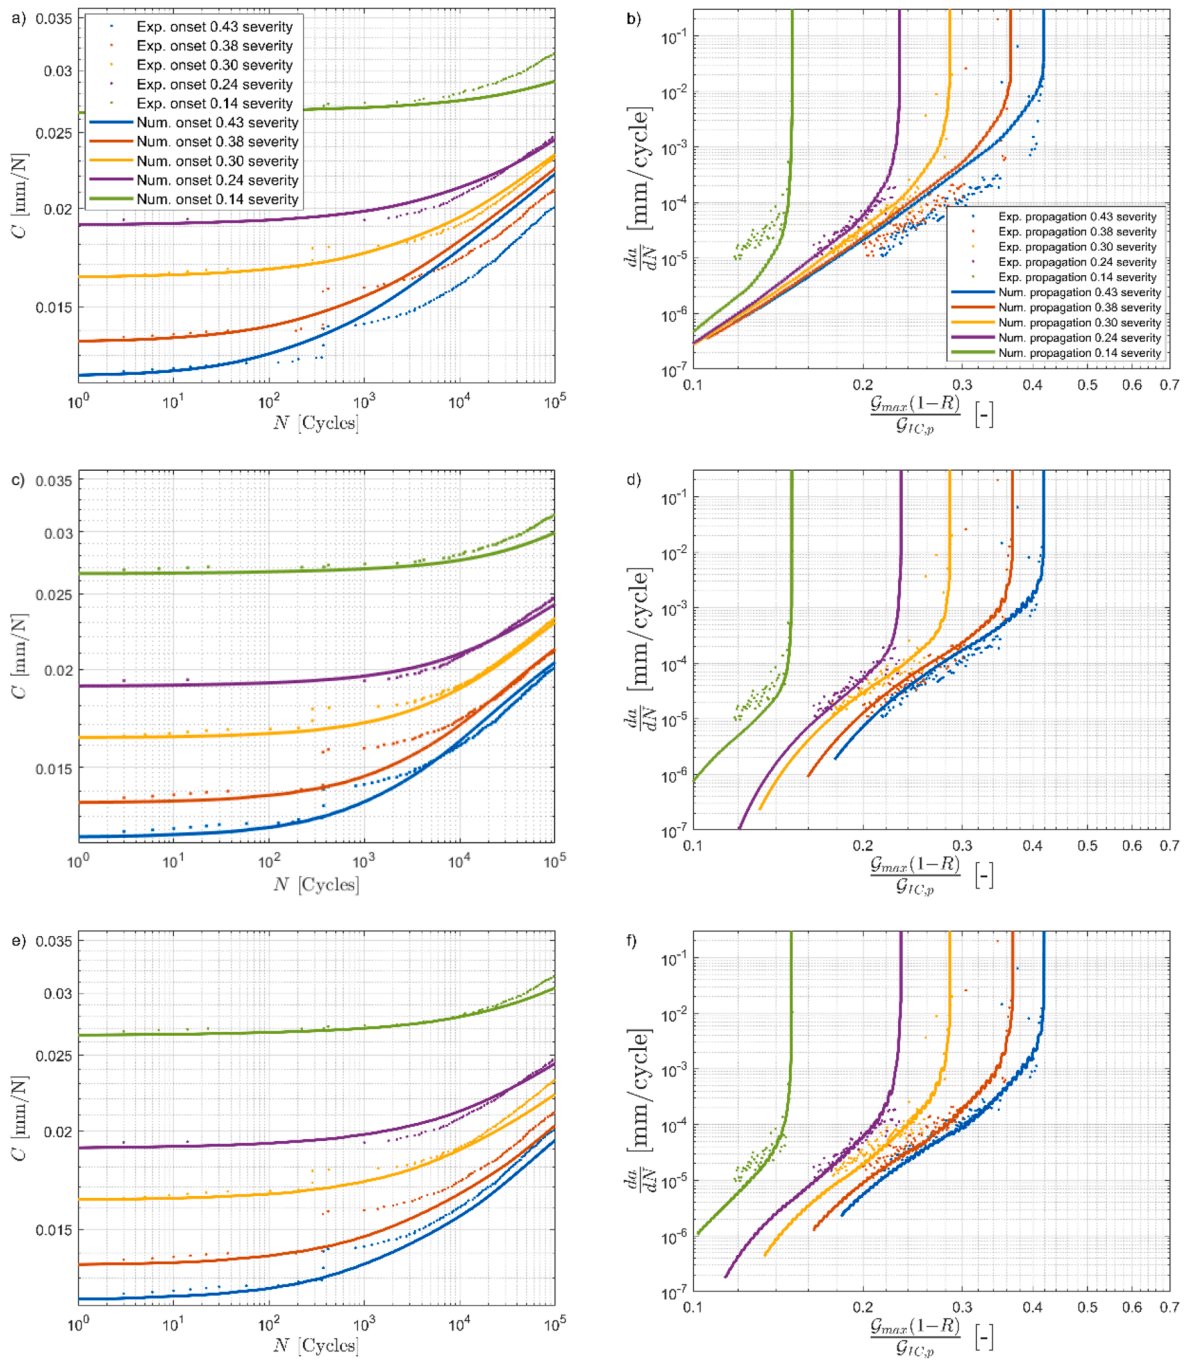 a)
0.035
0.03
0.025
0.02
0.015
C [mm/N]
Exp. onset 0.43 severity
Exp. onset 0.38 severity
Exp. onset 0.30 severity
Exp. onset 0.24 severity
Exp. onset 0.14 severity
Num. onset 0.43 severity
Num. onset 0.38 severity
Num. onset 0.30 severity
Num. onset 0.24 severity
Num. onset 0.14 severity
10^0 10^1 10^2 10^3 10^4 10^5
N [Cycles]
b)
10^-1
10^-2
10^-3
10^-4
10^-5
10^-6
10^-7
da/dN [mm/cycle]
Exp. propagation 0.43 severity
Exp. propagation 0.38 severity
Exp. propagation 0.30 severity
Exp. propagation 0.24 severity
Exp. propagation 0.14 severity
Num. propagation 0.43 severity
Num. propagation 0.38 severity
Num. propagation 0.30 severity
Num. propagation 0.24 severity
Num. propagation 0.14 severity
0.1 0.2 0.3 0.4 0.5 0.6 0.7
G_max(1−R)/G_IC,p [-]
c)
0.035
0.03
0.025
0.02
0.015
C [mm/N]
10^0 10^1 10^2 10^3 10^4 10^5
N [Cycles]
d)
10^-1
10^-2
10^-3
10^-4
10^-5
10^-6
10^-7
da/dN [mm/cycle]
0.1 0.2 0.3 0.4 0.5 0.6 0.7
G_max(1−R)/G_IC,p [-]
e)
0.035
0.03
0.025
0.02
0.015
C [mm/N]
10^0 10^1 10^2 10^3 10^4 10^5
N [Cycles]
f)
10^-1
10^-2
10^-3
10^-4
10^-5
10^-6
10^-7
da/dN [mm/cycle]
0.1 0.2 0.3 0.4 0.5 0.6 0.7
G_max(1−R)/G_IC,p [-]